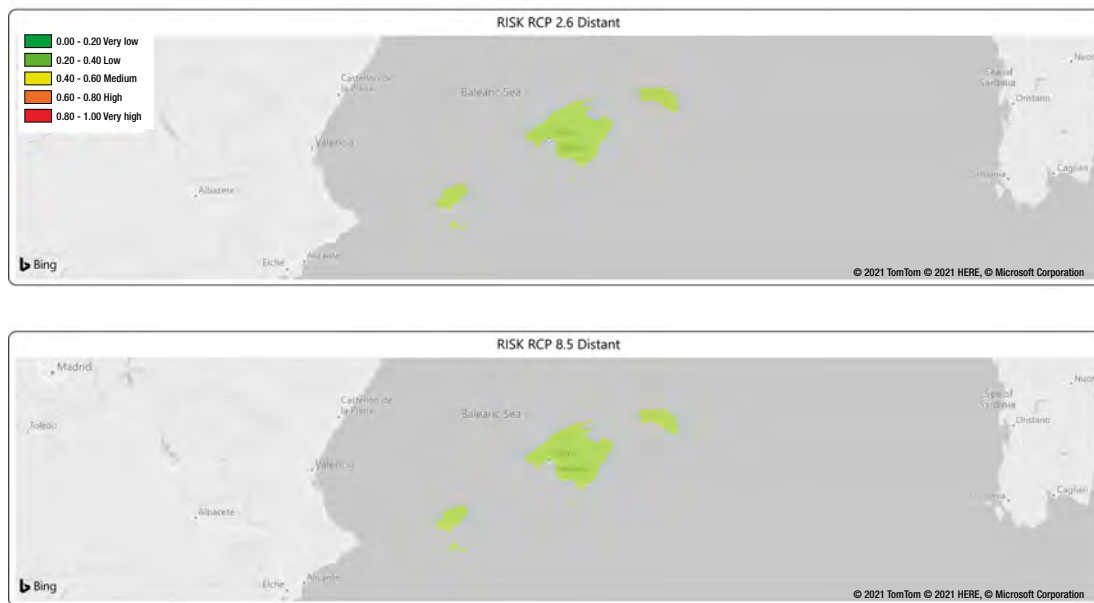 RISK RCP 2.6 Distant
0.00 - 0.20 Very low
0.20 - 0.40 Low
0.40 - 0.60 Medium
0.60 - 0.80 High
0.80 - 1.00 Very high
Castellón de
la Plana
Balearic Sea
Valencia
Albacete
Elche
Alicante
Sea of
Sardinia
Nuor
Oristano
Cagliari
Bing
© 2021 TomTom © 2021 HERE, © Microsoft Corporation
RISK RCP 8.5 Distant
Madrid
Toledo
Castellón de
la Plana
Balearic Sea
Valencia
Albacete
Elche
Alicante
Sea of
Sardinia
Nuor
Oristano
Cagliari
Bing
© 2021 TomTom © 2021 HERE, © Microsoft Corporation